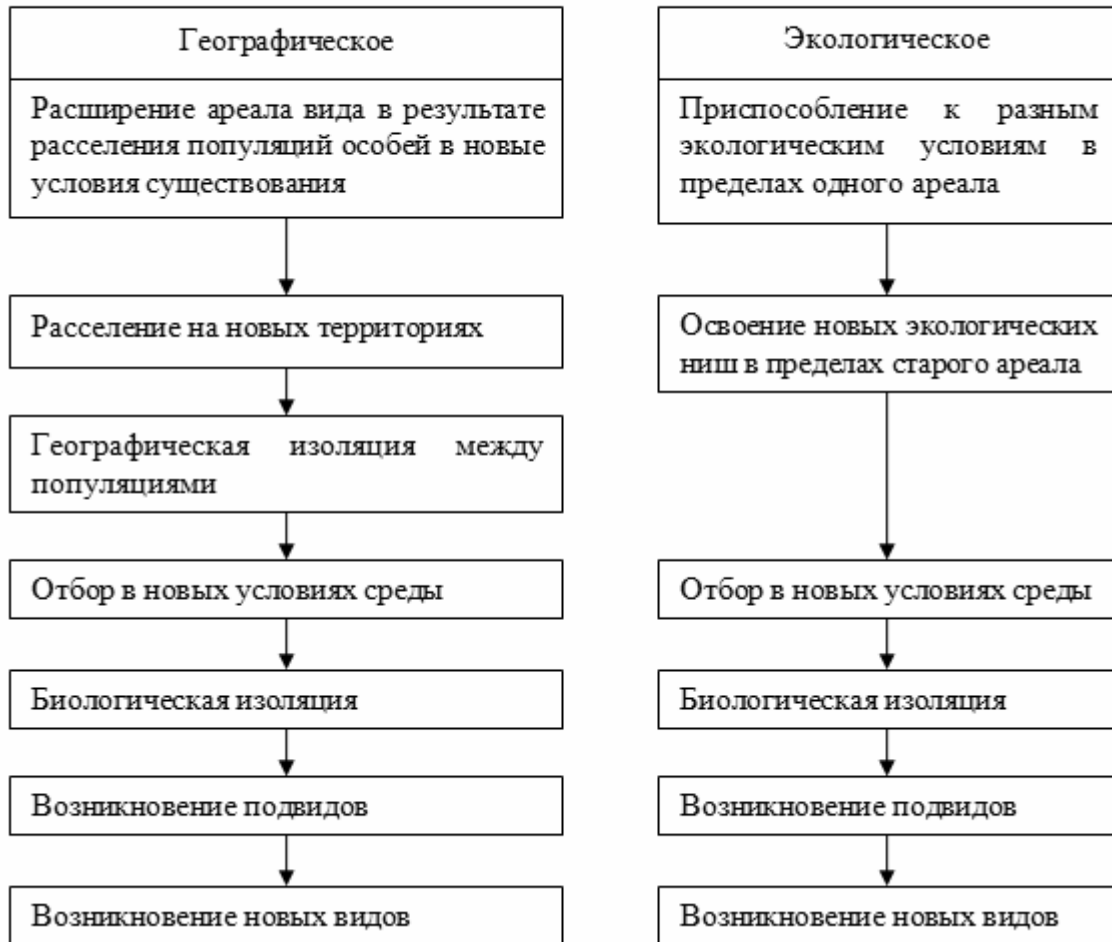 Географическое
Расширение ареала вида в результате
расселения популяций особей в новые
условия существования
Расселение на новых территориях
Географическая изоляция между
популяциями
Отбор в новых условиях среды
Биологическая изоляция
Возникновение подвидов
Возникновение новых видов
Экологическое
Приспособление к разным
экологическим условиям в
пределах одного ареала
Освоение новых экологических
ниш в пределах старого ареала
Отбор в новых условиях среды
Биологическая изоляция
Возникновение подвидов
Возникновение новых видов